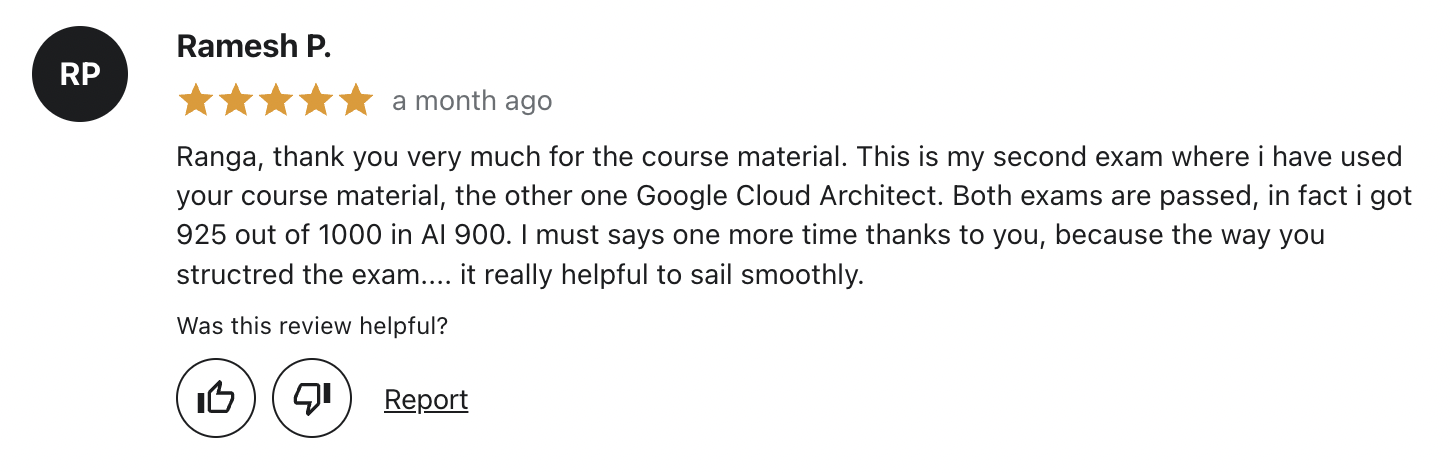 RP
Ramesh P.
a month ago
Ranga, thank you very much for the course material. This is my second exam where i have used
your course material, the other one Google Cloud Architect. Both exams are passed, in fact i got
925 out of 1000 in AI 900. I must says one more time thanks to you, because the way you
structred the exam.... it really helpful to sail smoothly.
Was this review helpful?
Report